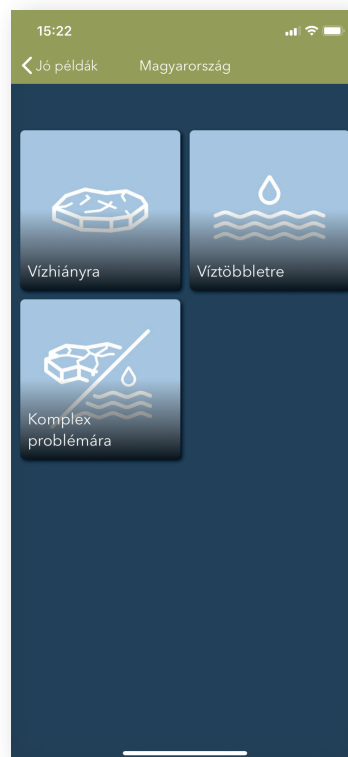 15:22
Jó példák Magyarország
Vízhiányra
Víztöbbletre
Komplex
problémára